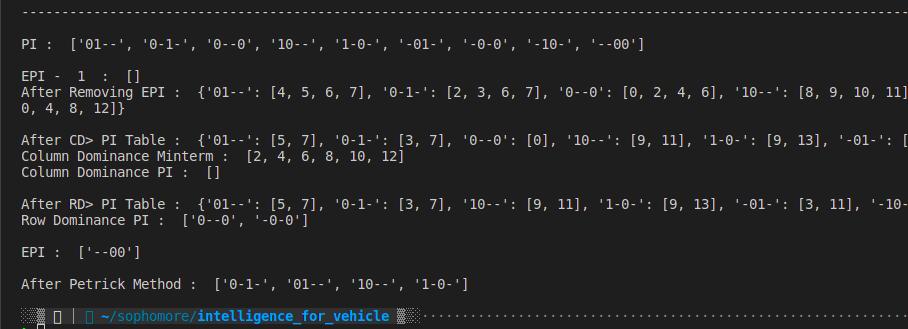 PI :  ['01--', '0-1-', '0--0', '10--', '1-0-', '-01-', '-0-0', '-10-', '--00']
EPI -  1  :  []
After Removing EPI :  {'01--': [4, 5, 6, 7], '0-1-': [2, 3, 6, 7], '0--0': [0, 2, 4, 6], '10--': [8, 9, 10, 11]
0, 4, 8, 12]}
After CD> PI Table :  {'01--': [5, 7], '0-1-': [3, 7], '0--0': [0], '10--': [9, 11], '1-0-': [9, 13], '-01-': [
Column Dominance Minterm :  [2, 4, 6, 8, 10, 12]
Column Dominance PI :  []
After RD> PI Table :  {'01--': [5, 7], '0-1-': [3, 7], '10--': [9, 11], '1-0-': [9, 13], '-01-': [3, 11], '-10-
Row Dominance PI :  ['0--0', '-0-0']
EPI :  ['--00']
After Petrick Method :  ['0-1-', '01--', '10--', '1-0-']
~/sophomore/intelligence_for_vehicle